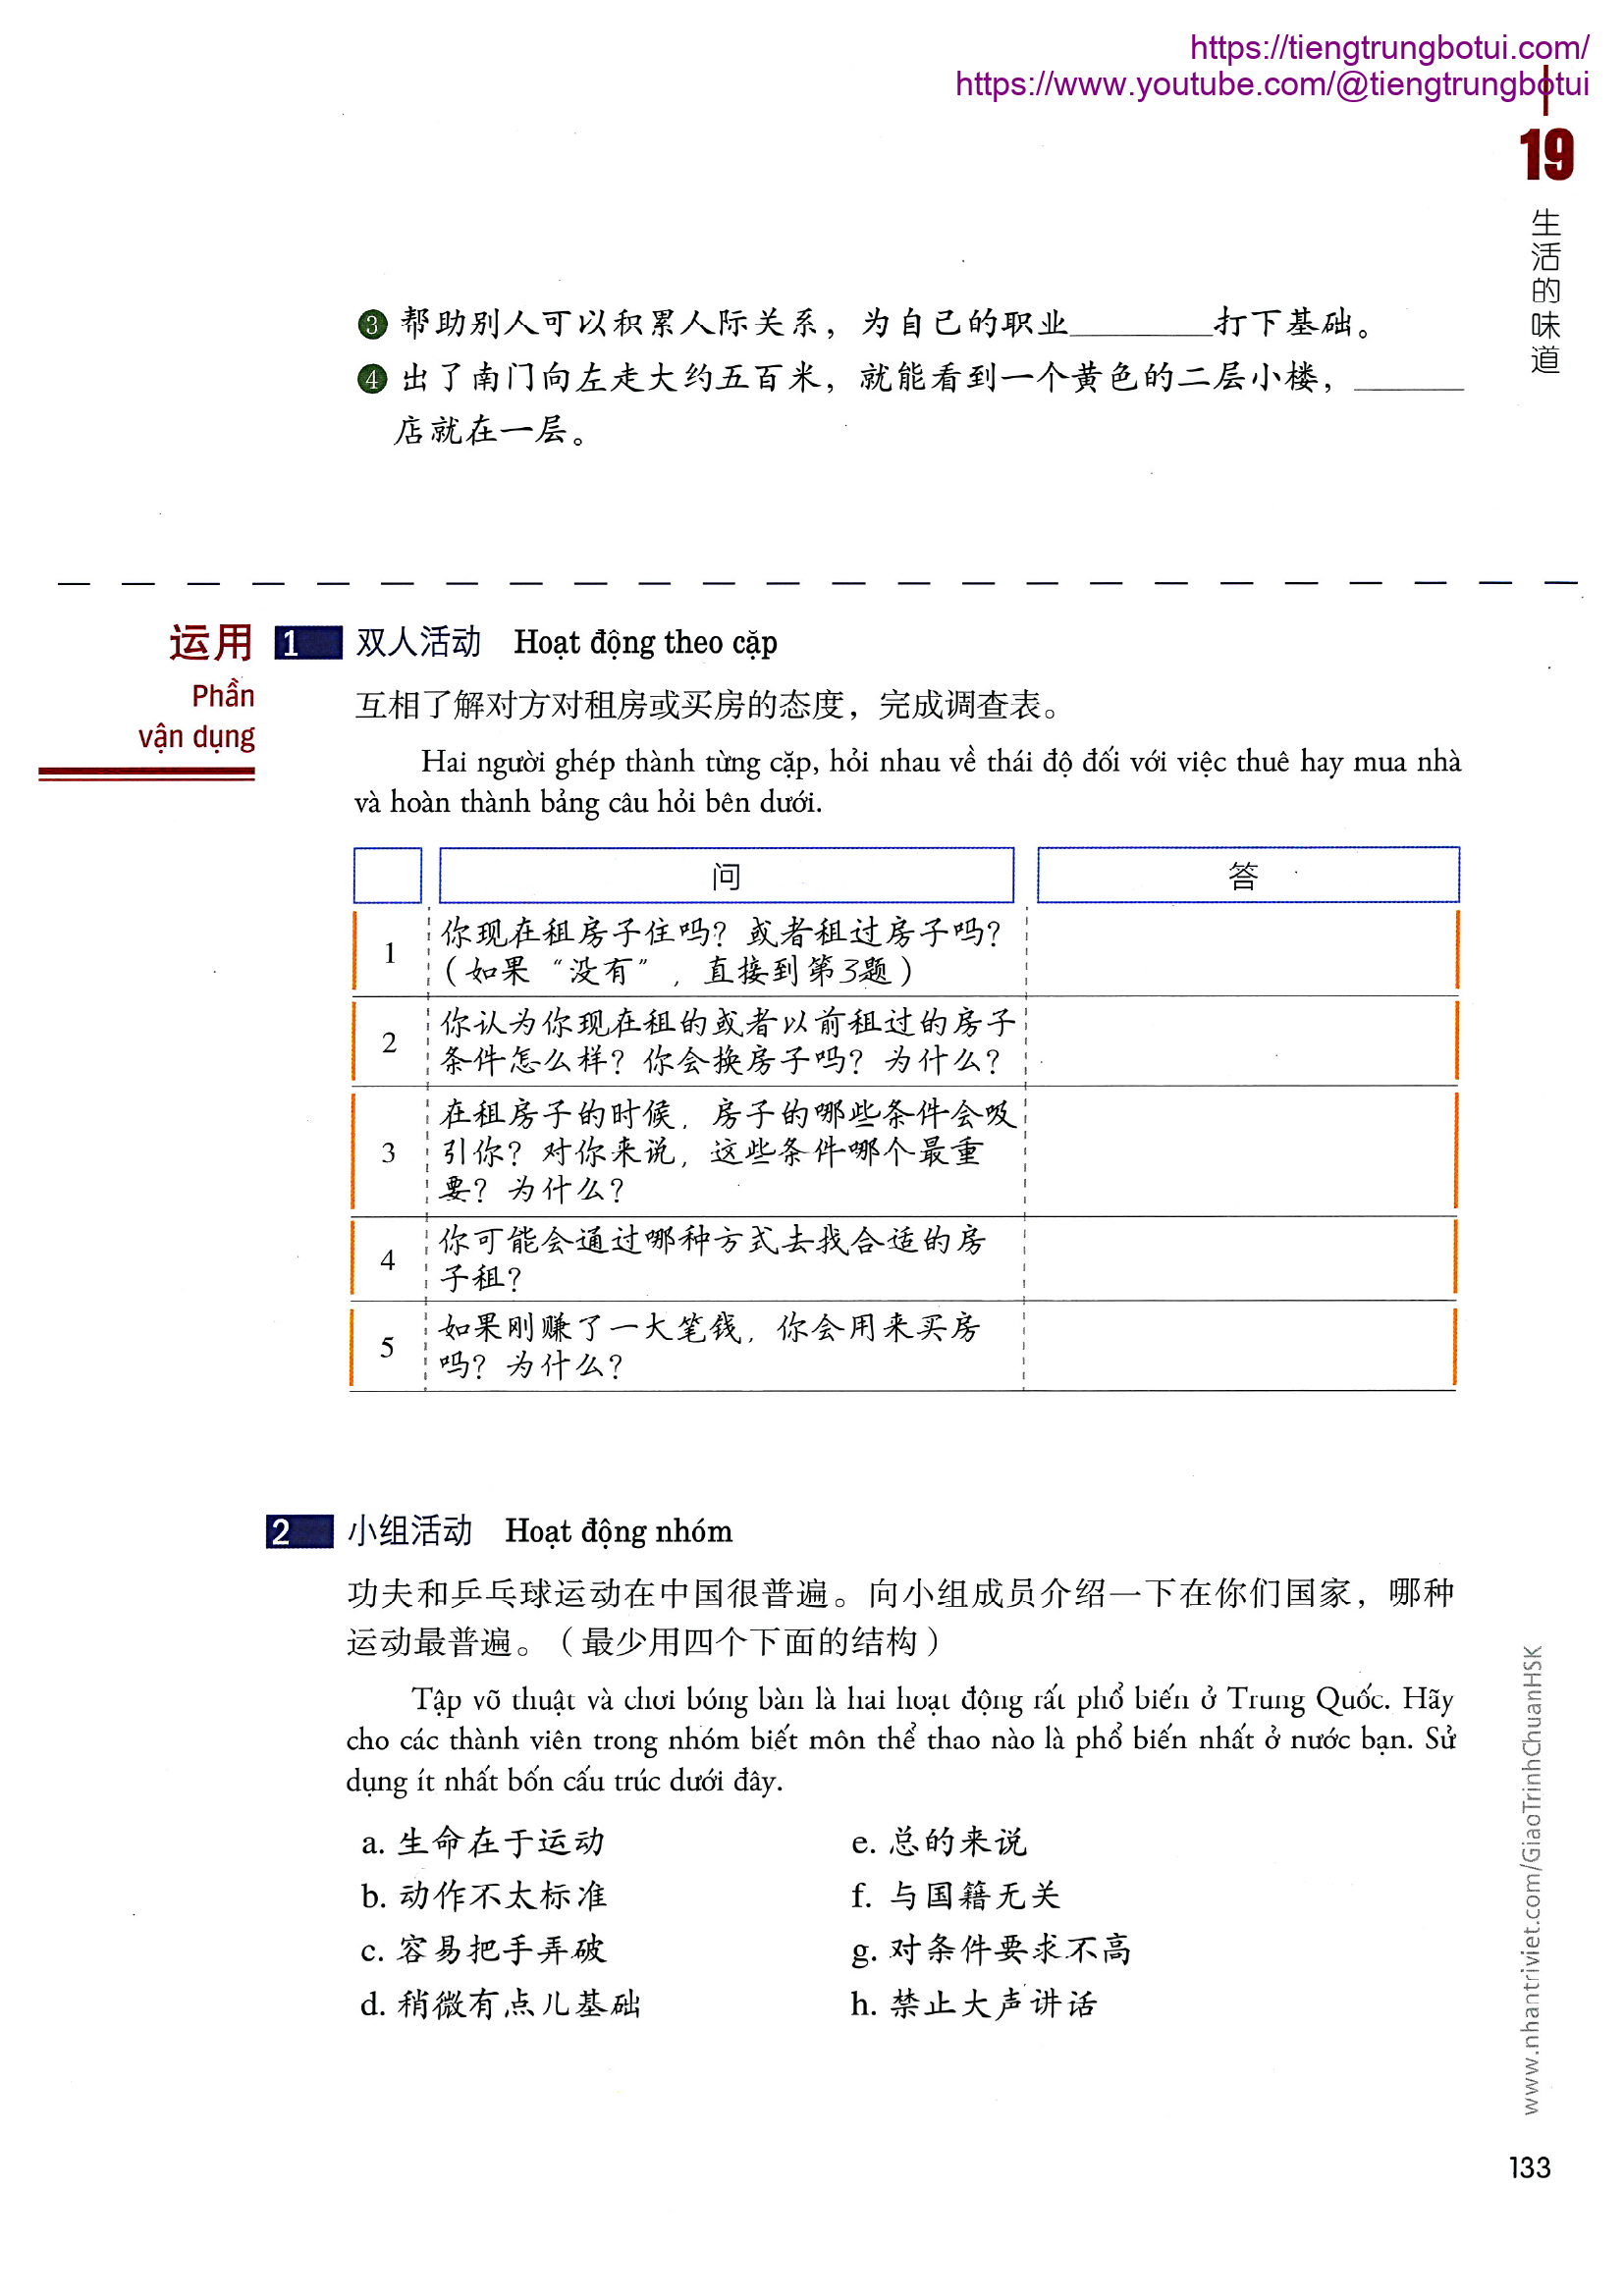 https://tiengtrungbotui.com/
https://www.youtube.com/@tiengtrungbotui
19
生活的味道
3 帮助别人可以积累人际关系，为自己的职业________打下基础。
4 出了南门向左走大约五百米，就能看到一个黄色的二层小楼，______
店就在一层。
运用
Phần
vận dụng
1 双人活动 Hoạt động theo cặp
互相了解对方对租房或买房的态度，完成调查表。
Hai người ghép thành từng cặp, hỏi nhau về thái độ đối với việc thuê hay mua nhà
và hoàn thành bảng câu hỏi bên dưới.
问 答
1 你现在租房子住吗？或者租过房子吗？
（如果“没有”，直接到第3题）
2 你认为你现在租的或者以前租过的房子
条件怎么样？你会换房子吗？为什么？
3 在租房子的时候，房子的哪些条件会吸
引你？对你来说，这些条件哪个最重
要？为什么？
4 你可能会通过哪种方式去找合适的房
子租？
5 如果刚赚了一大笔钱，你会用来买房
吗？为什么？
2 小组活动 Hoạt động nhóm
功夫和乒乓球运动在中国很普遍。向小组成员介绍一下在你们国家，哪种
运动最普遍。（最少用四个下面的结构）
Tập võ thuật và chơi bóng bàn là hai hoạt động rất phổ biến ở Trung Quốc. Hãy
cho các thành viên trong nhóm biết môn thể thao nào là phổ biến nhất ở nước bạn. Sử
dụng ít nhất bốn cấu trúc dưới đây.
a. 生命在于运动 e. 总的来说
b. 动作不太标准 f. 与国籍无关
c. 容易把手弄破 g. 对条件要求不高
d. 稍微有点儿基础 h. 禁止大声讲话
www.nhantriviet.com/GiaoTrinhChuanHSK
133